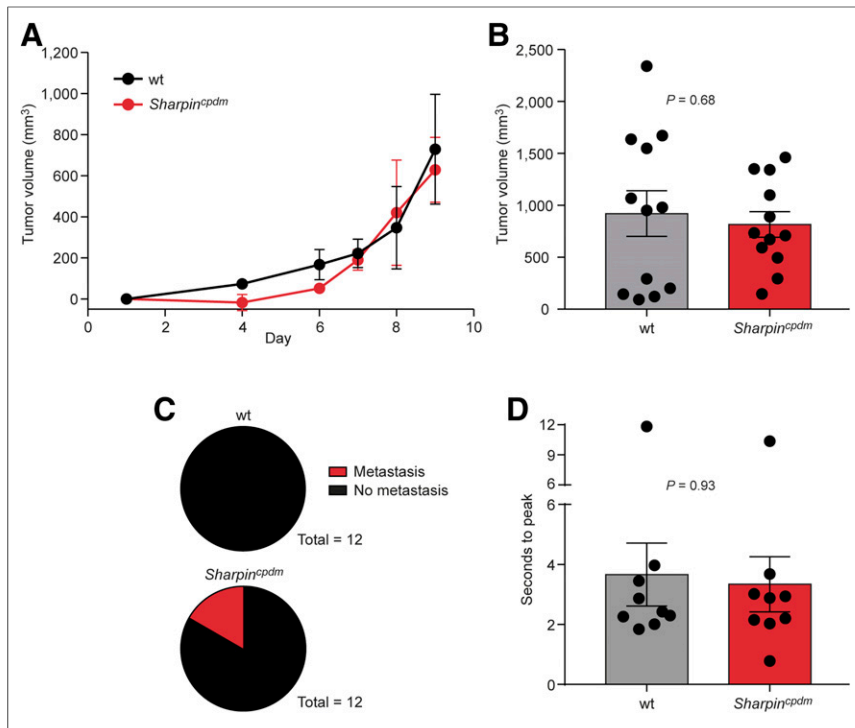 A
1,200
1,000
800
600
400
200
0
Tumor volume (mm³)
wt
Sharpinᶜᵖᵈᵐ
0 2 4 6 8 10
Day
B
2,500
2,000
1,500
1,000
500
0
Tumor volume (mm³)
P = 0.68
wt Sharpinᶜᵖᵈᵐ
C
wt
Metastasis
No metastasis
Total = 12
Sharpinᶜᵖᵈᵐ
Total = 12
D
12
9
6
6
4
2
0
Seconds to peak
P = 0.93
wt Sharpinᶜᵖᵈᵐ